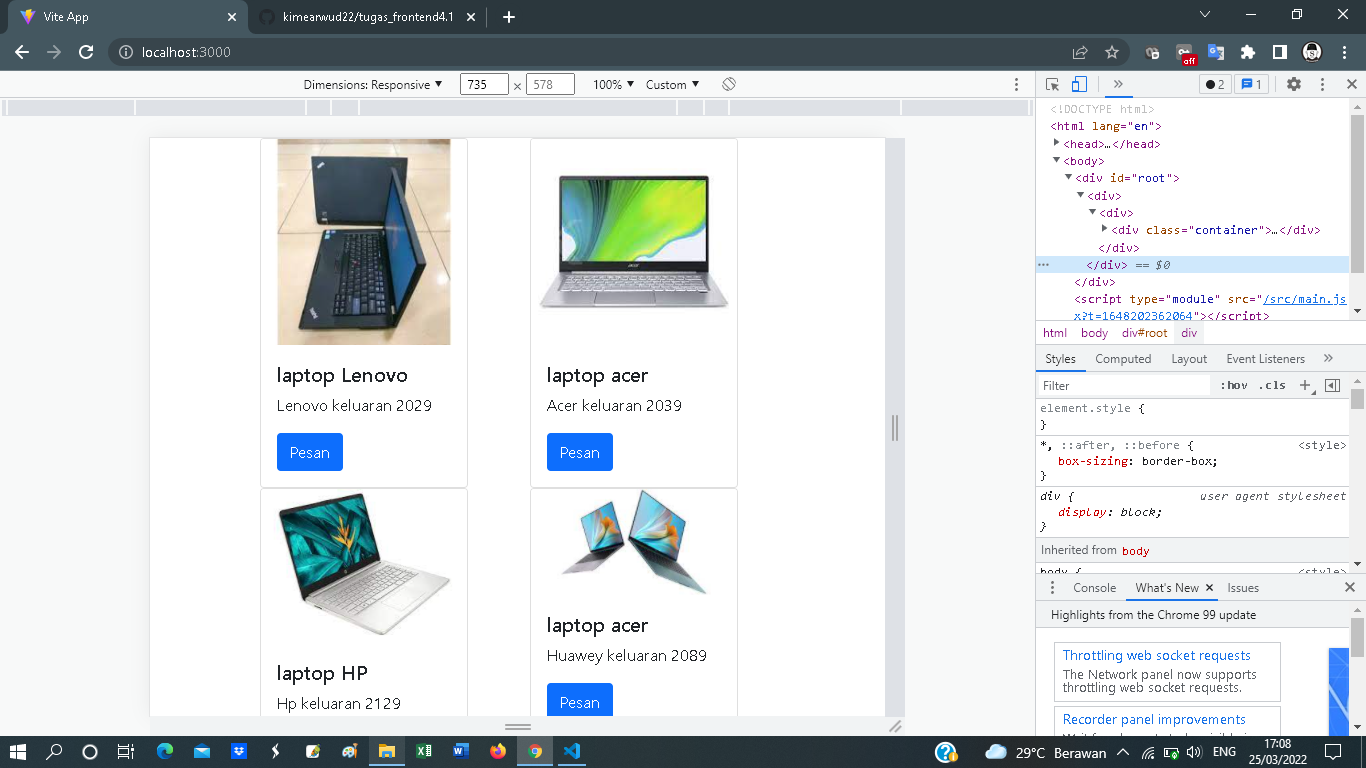 Vite App
kimearwud22/tugas_frontend4.1
localhost:3000
off
Dimensions: Responsive ▼ 735 × 578 100% ▼ Custom ▼
2 1
<!DOCTYPE html>
<html lang="en">
<head>…</head>
<body>
<div id="root">
<div>
<div>
<div class="container">…</div>
</div>
</div> == $0
</div>
<script type="module" src="/src/main.js
x?t=1648202362064"></script>
html body div#root div
Styles Computed Layout Event Listeners »
Filter :hov .cls +
element.style {
}
*, ::after, ::before { <style>
box-sizing: border-box;
}
div { user agent stylesheet
display: block;
}
Inherited from body
body { <style>
Console What's New × Issues
Highlights from the Chrome 99 update
Throttling web socket requests
The Network panel now supports
throttling web socket requests.
Recorder panel improvements
acer
laptop Lenovo
Lenovo keluaran 2029
Pesan
laptop acer
Acer keluaran 2039
Pesan
laptop HP
Hp keluaran 2129
laptop acer
Huawey keluaran 2089
Pesan
29°C Berawan ENG 17:08
25/03/2022